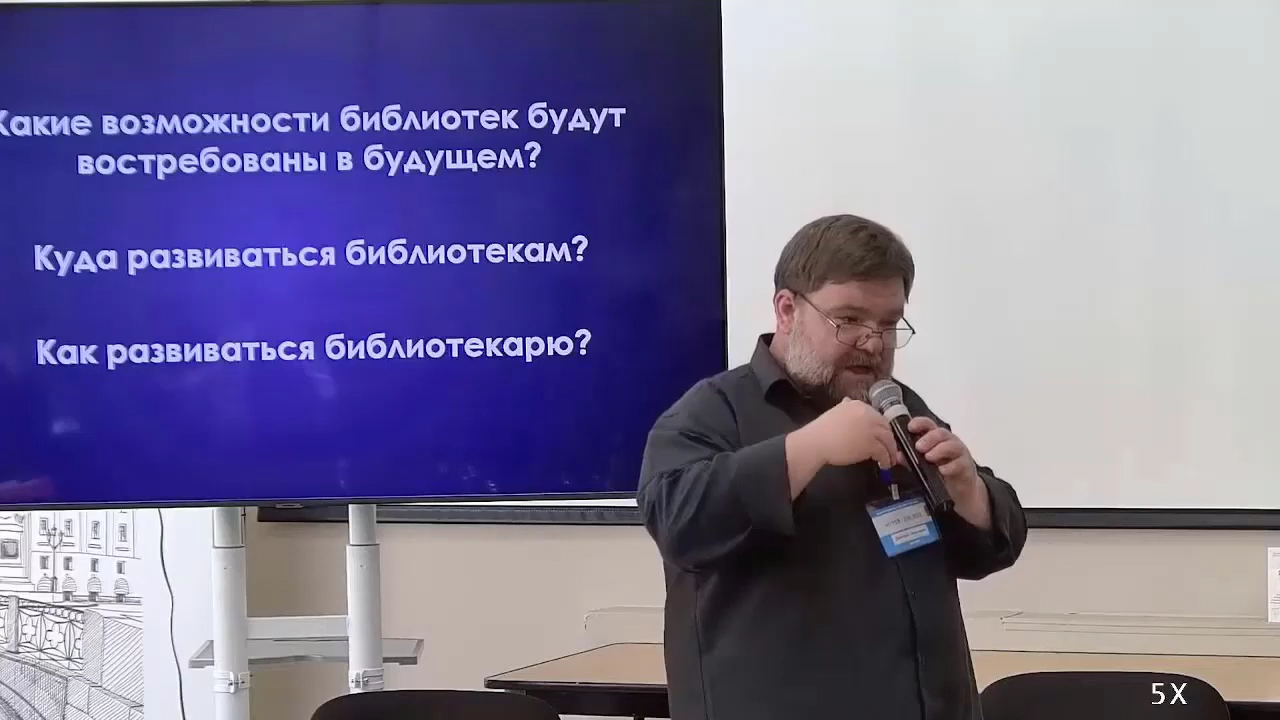 Какие возможности библиотек будут
востребованы в будущем?
Куда развиваться библиотекам?
Как развиваться библиотекарю?
5X